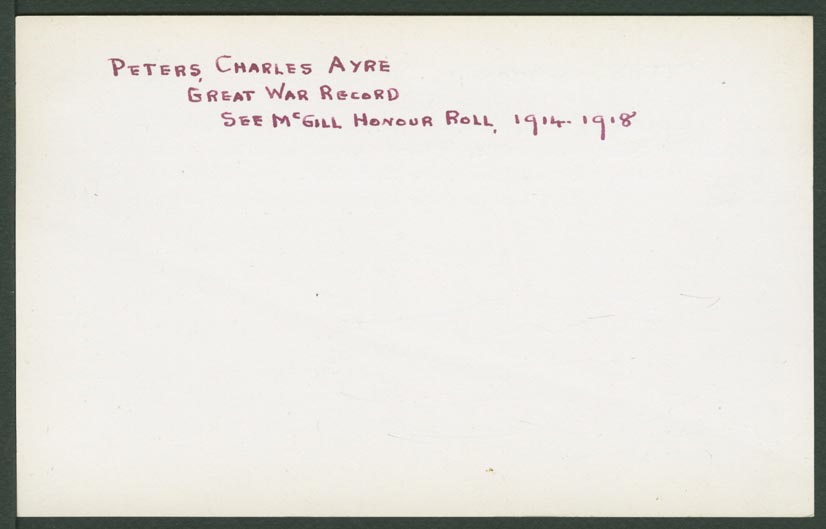 PETERS, CHARLES AYRE
GREAT WAR RECORD
SEE McGILL HONOUR ROLL, 1914-1918